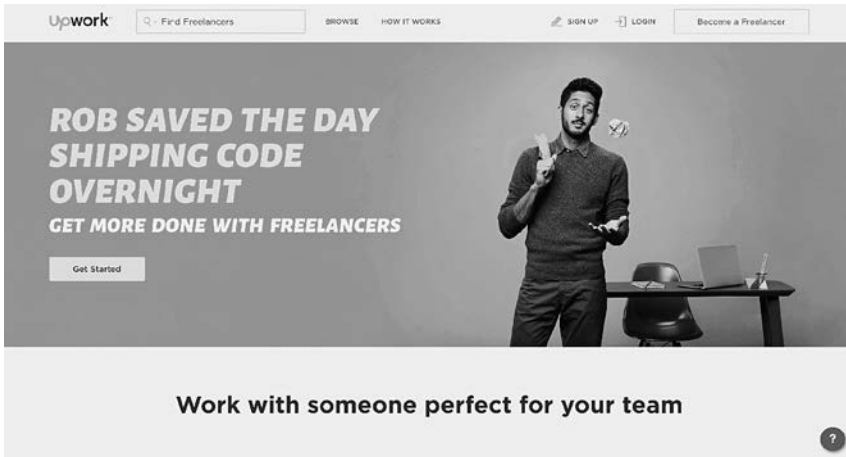 Upwork
Find Freelancers
BROWSE
HOW IT WORKS
SIGN UP
LOGIN
Become a Freelancer
ROB SAVED THE DAY
SHIPPING CODE
OVERNIGHT
GET MORE DONE WITH FREELANCERS
Get Started
Work with someone perfect for your team
?